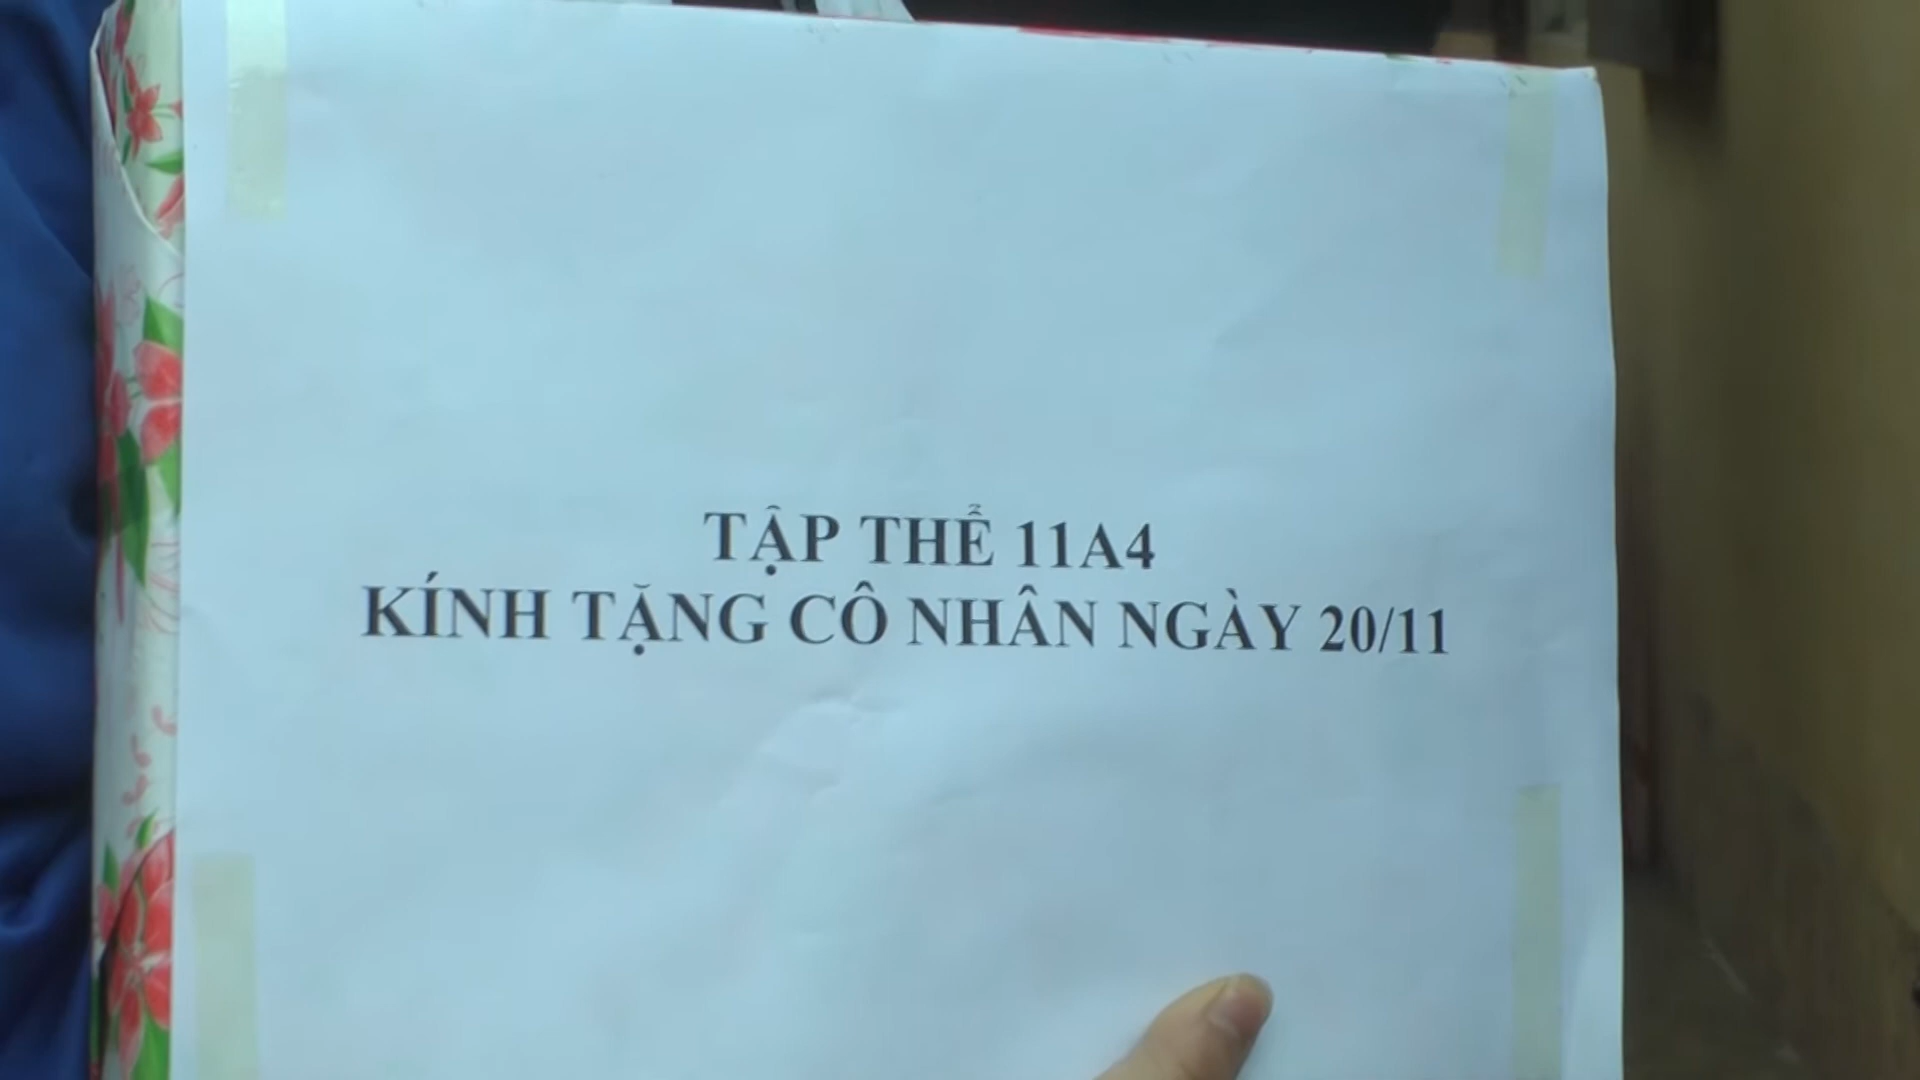 TẬP THỂ 11A4
KÍNH TẶNG CÔ NHÂN NGÀY 20/11